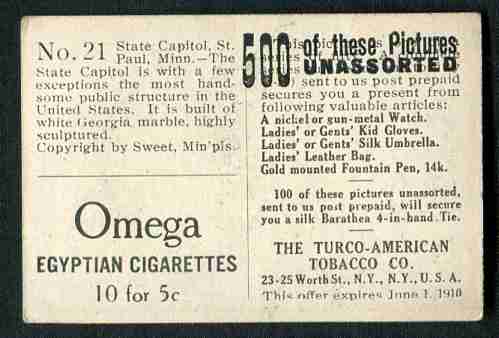 No. 21 State Capitol, St.
Paul, Minn.—The
State Capitol is with a few
exceptions the most hand-
some public structure in the
United States. It is built of
white Georgia marble, highly
sculptured.
Copyright by Sweet, Min'pis
Omega
EGYPTIAN CIGARETTES
10 for 5c
500 of these Pictures
UNASSORTED
sent to us post prepaid
secures you a present from
following valuable articles:
A nickel or gun-metal Watch.
Ladies' or Gents' Kid Gloves.
Ladies' or Gents' Silk Umbrella.
Ladies' Leather Bag.
Gold mounted Fountain Pen, 14k.
100 of these pictures unassorted,
sent to us post prepaid, will secure
you a silk Barathea 4-in-hand Tie.
THE TURCO-AMERICAN
TOBACCO CO.
23-25 Worth St., N.Y., N.Y., U.S.A.
This offer expires June 1, 1910